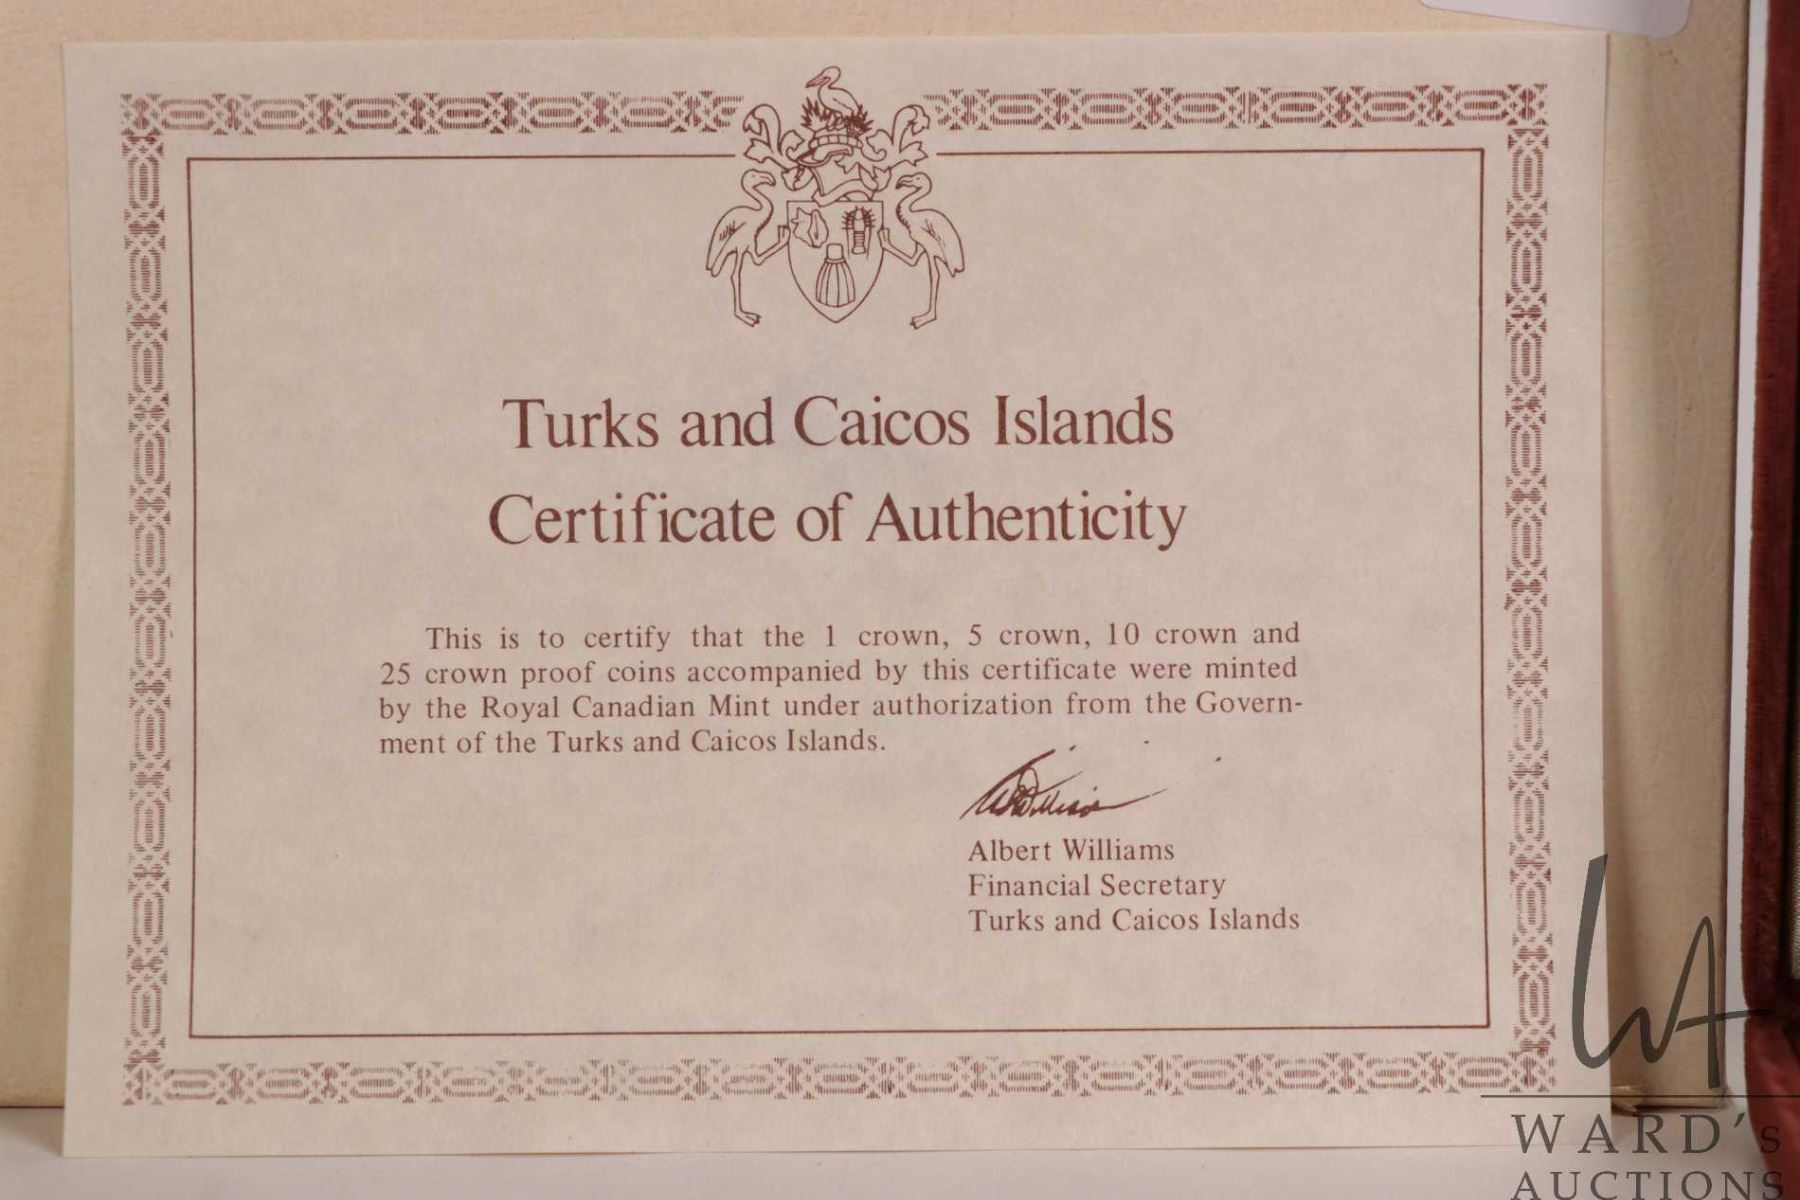 Turks and Caicos Islands
Certificate of Authenticity
This is to certify that the 1 crown, 5 crown, 10 crown and
25 crown proof coins accompanied by this certificate were minted
by the Royal Canadian Mint under authorization from the Govern-
ment of the Turks and Caicos Islands.
Albert Williams
Financial Secretary
Turks and Caicos Islands
WA
WARD's
AUCTIONS